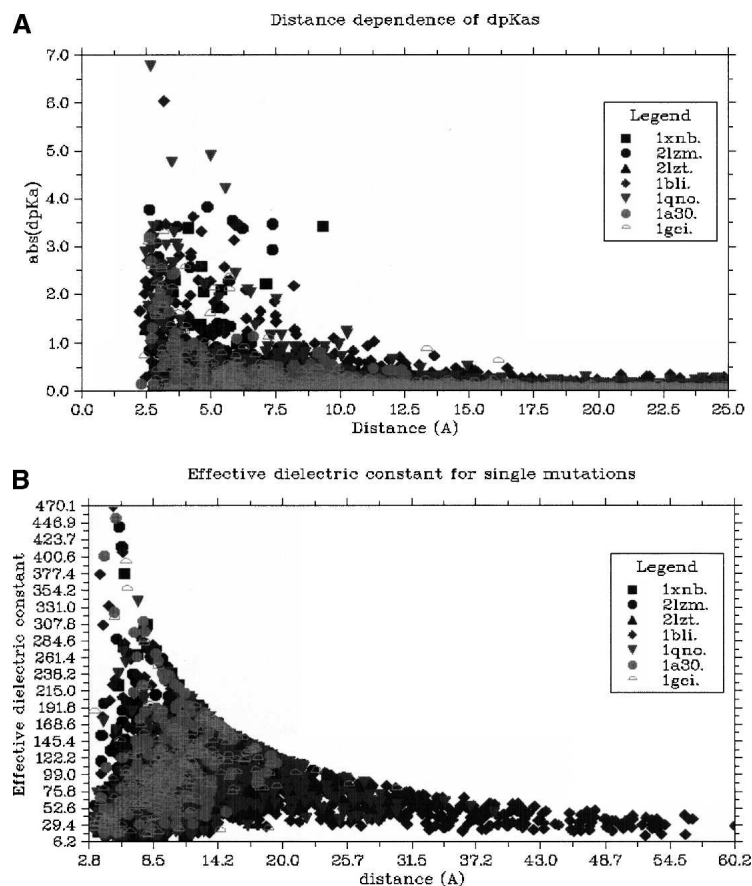 A
Distance dependence of dpKas
7.0
6.0
5.0
4.0
3.0
2.0
1.0
0.0
abs(dpKa)
Legend
1xnb.
2lzm.
2lzt.
1bli.
1qno.
1a30.
1gci.
0.0 2.5 5.0 7.5 10.0 12.5 15.0 17.5 20.0 22.5 25.0
Distance (A)
B
Effective dielectric constant for single mutations
470.1
446.9
423.7
400.6
377.4
354.2
331.0
307.8
284.6
261.4
238.2
215.0
191.8
168.6
145.4
122.2
99.0
75.8
52.6
29.4
6.2
Effective dielectric constant
Legend
1xnb.
2lzm.
2lzt.
1bli.
1qno.
1a30.
1gci.
2.8 8.5 14.2 20.0 25.7 31.5 37.2 43.0 48.7 54.5 60.2
distance (A)